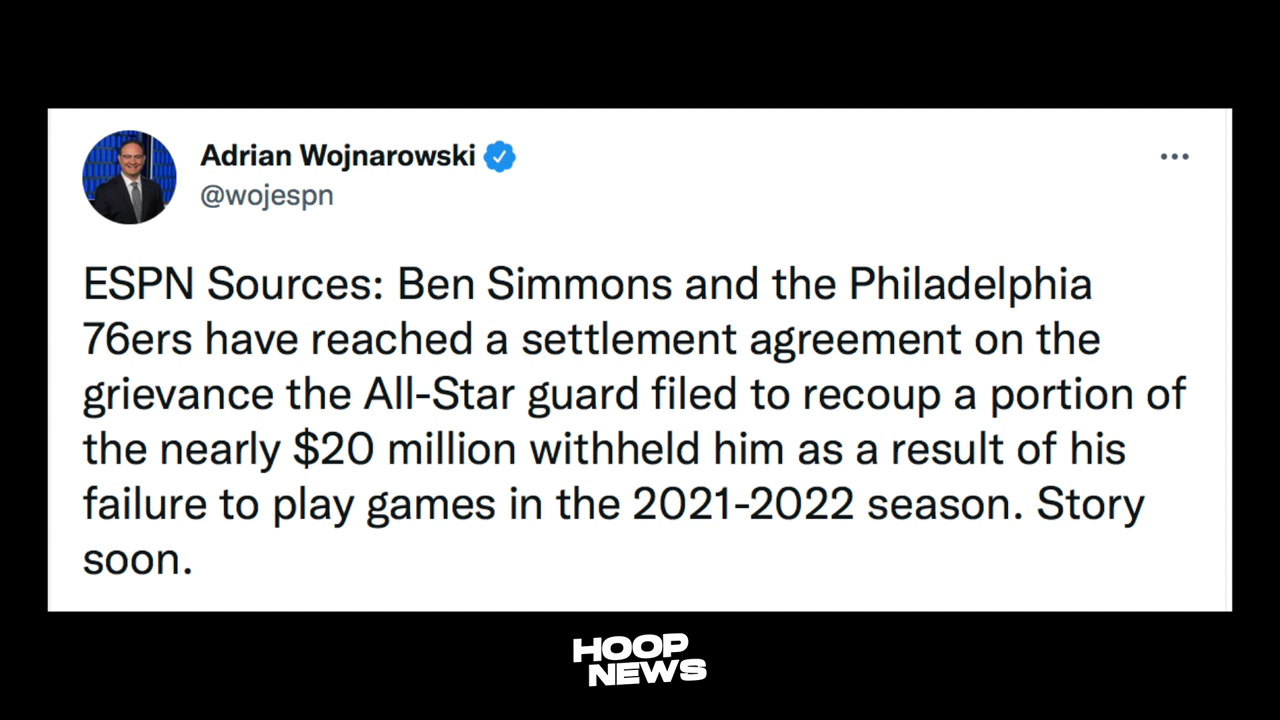 Adrian Wojnarowski
@wojespn
ESPN Sources: Ben Simmons and the Philadelphia
76ers have reached a settlement agreement on the
grievance the All-Star guard filed to recoup a portion of
the nearly $20 million withheld him as a result of his
failure to play games in the 2021-2022 season. Story
soon.
HOOP
NEWS